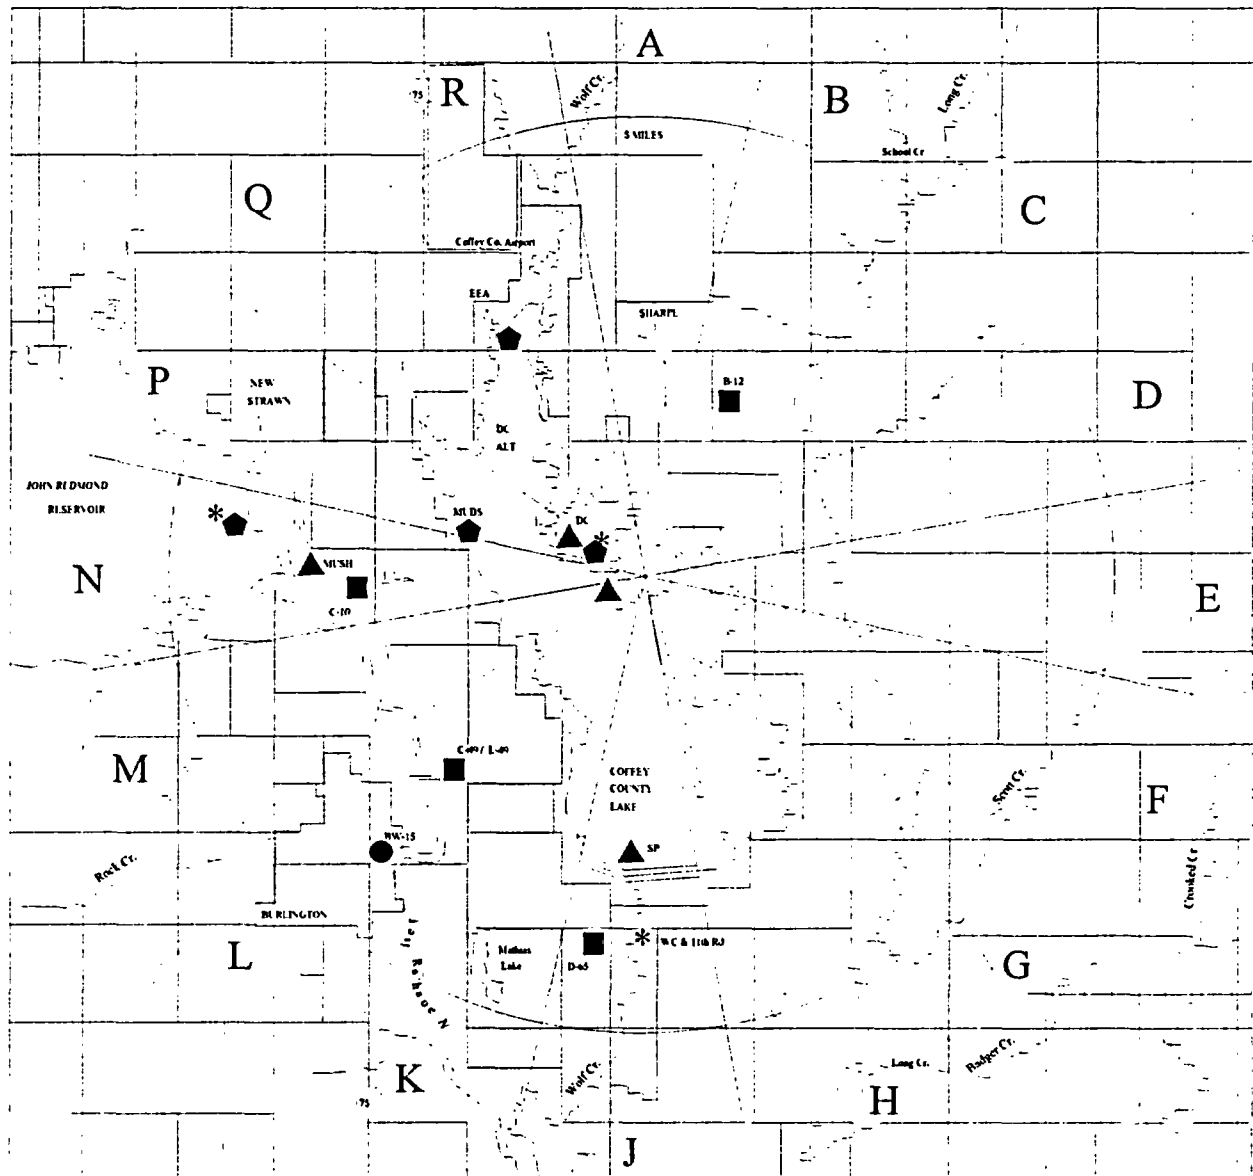 A
R
75
Wolf Cr.
B
Long Cr.
5 MILES
School Cr
Q
C
Coffey Co. Airport
EEA
SHARPE
P
NEW
STRAWN
B-12
D
DC
ALT
JOHN REDMOND
RESERVOIR
*
MUDS
DC
*
N
MUSH
C-10
E
M
C-49 / L-49
COFFEY
COUNTY
LAKE
Scott Cr.
F
WW-15
SP
Rock Cr.
Crooked Cr
BURLINGTON
L
Lake
D-65
*
WC & 11th RD
G
K
75
Wolf Cr.
Long Cr.
Badger Cr.
H
J